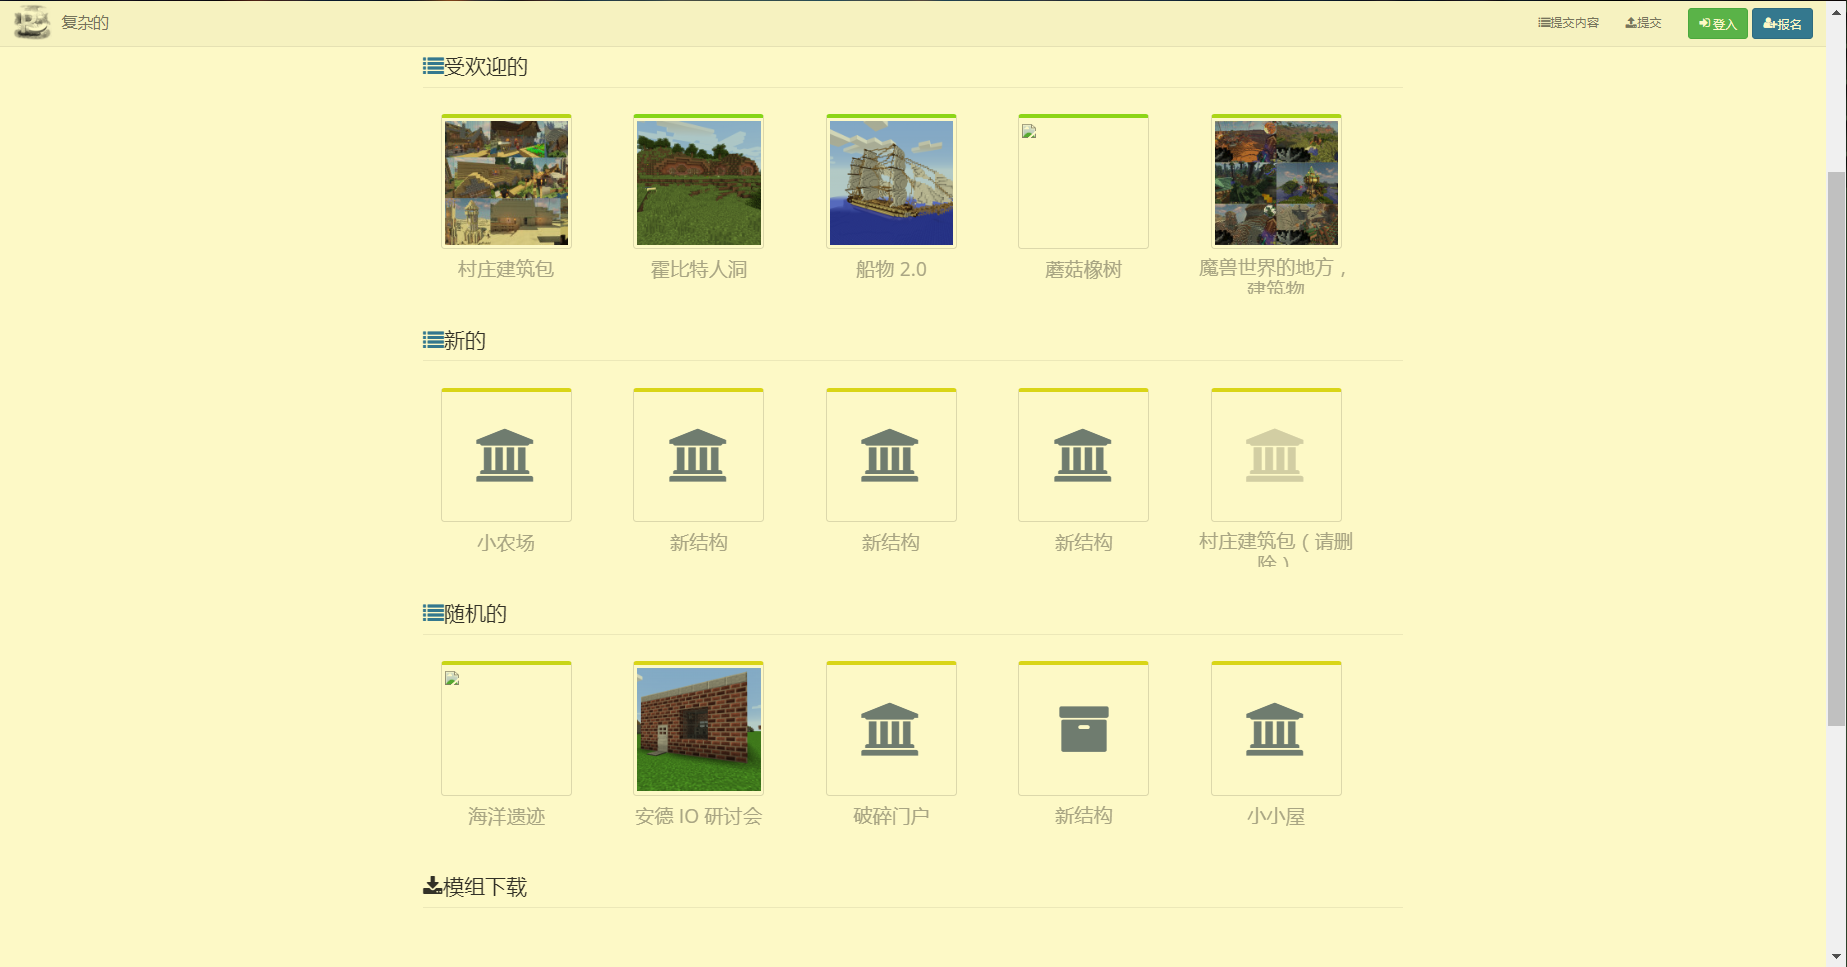 复杂的
提交内容
提交
登入
报名
受欢迎的
村庄建筑包
霍比特人洞
船物 2.0
蘑菇橡树
魔兽世界的地方，
建筑物
新的
小农场
新结构
新结构
新结构
村庄建筑包（请删
除）
随机的
海洋遗迹
安德 IO 研讨会
破碎门户
新结构
小小屋
模组下载